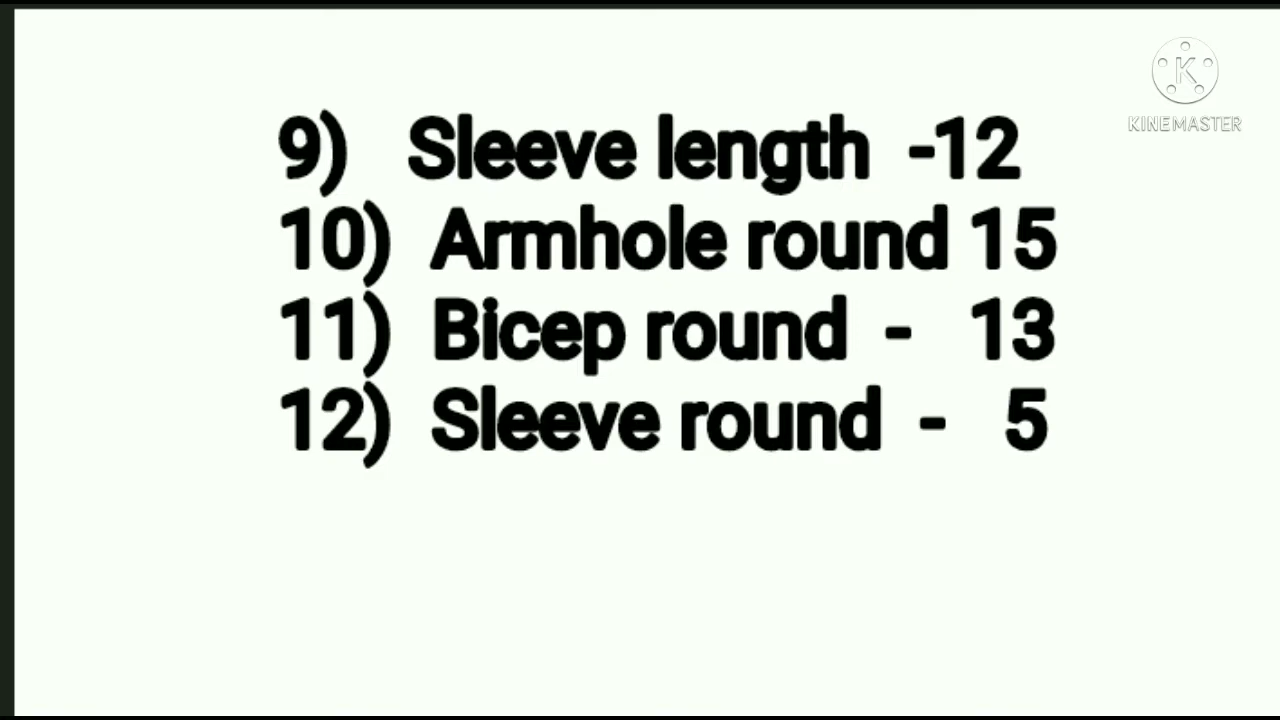 KINEMASTER
9) Sleeve length -12
10) Armhole round 15
11) Bicep round - 13
12) Sleeve round - 5